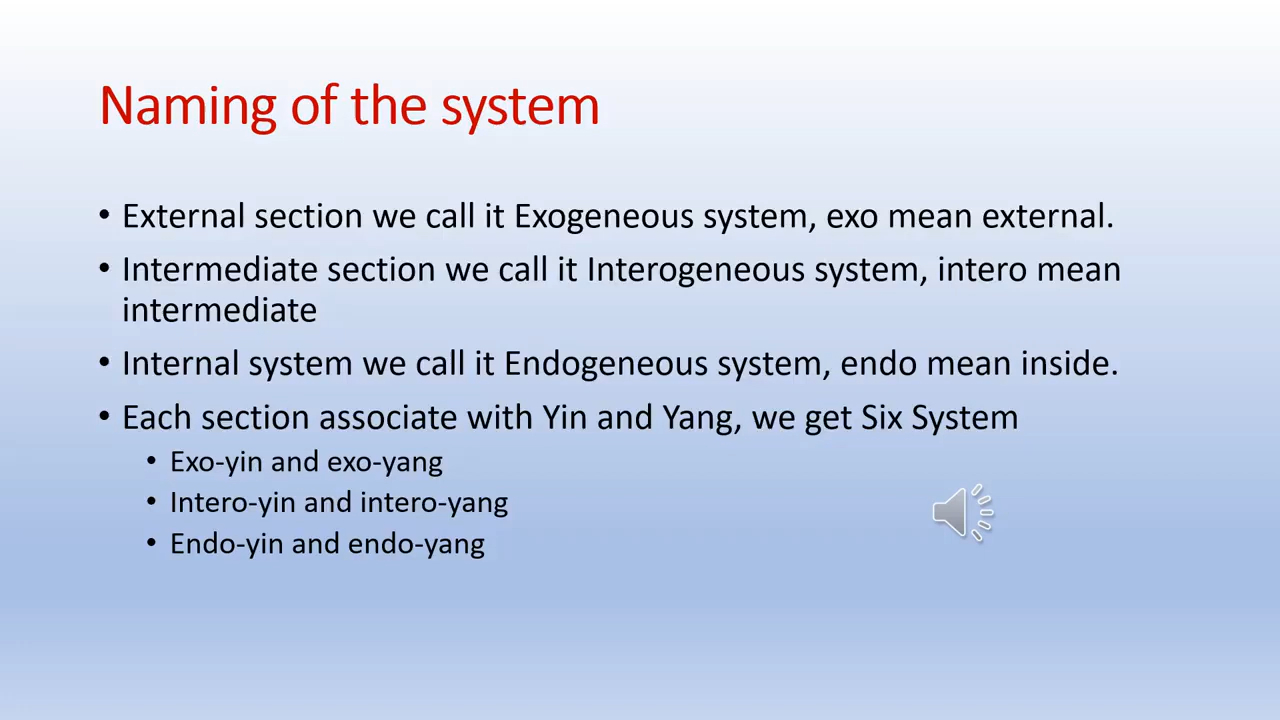 Naming of the system
• External section we call it Exogeneous system, exo mean external.
• Intermediate section we call it Interogeneous system, intero mean
intermediate
• Internal system we call it Endogeneous system, endo mean inside.
• Each section associate with Yin and Yang, we get Six System
• Exo-yin and exo-yang
• Intero-yin and intero-yang
• Endo-yin and endo-yang